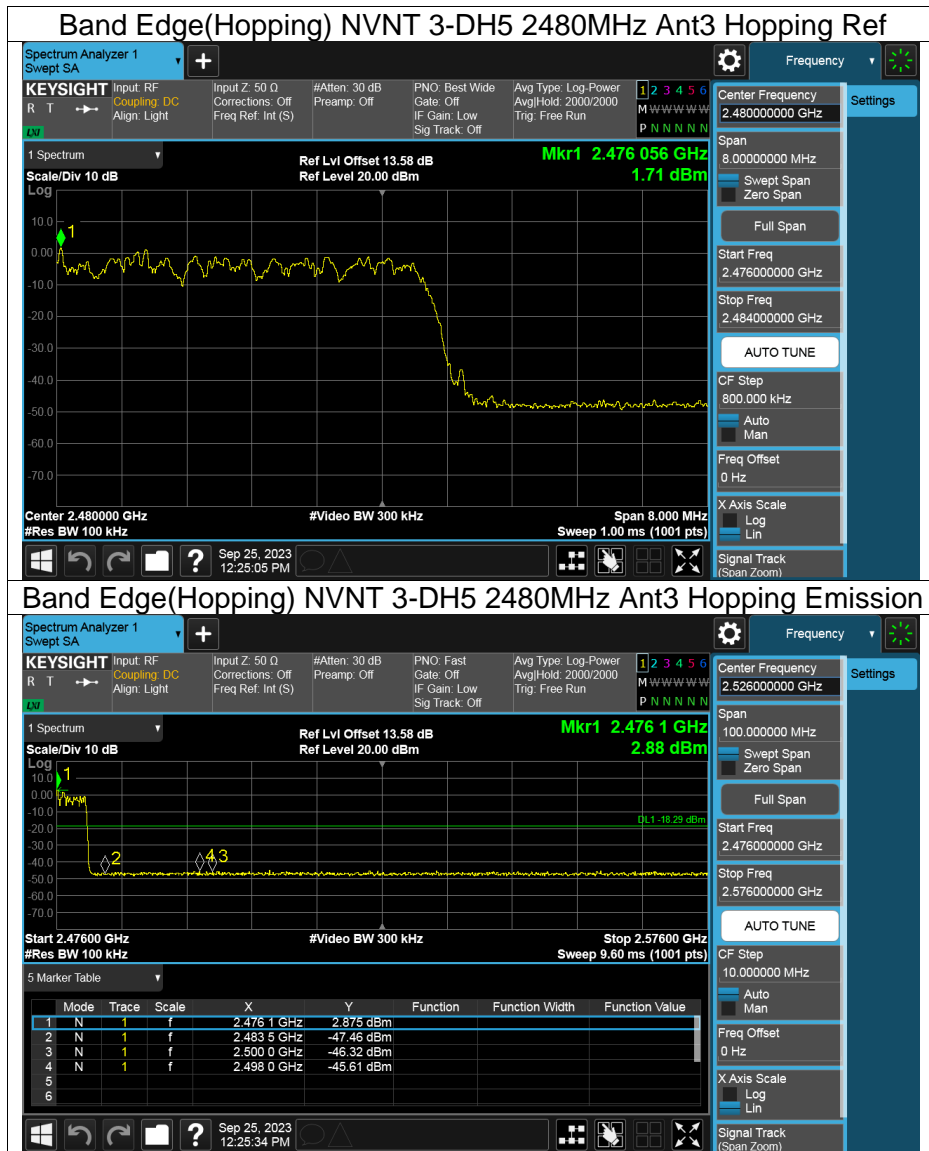 Band Edge(Hopping) NVNT 3-DH5 2480MHz Ant3 Hopping Ref
Spectrum Analyzer 1
Swept SA
Frequency
KEYSIGHT
R T
LXI
Input: RF
Coupling: DC
Align: Light
Input Z: 50 Ω
Corrections: Off
Freq Ref: Int (S)
#Atten: 30 dB
Preamp: Off
PNO: Best Wide
Gate: Off
IF Gain: Low
Sig Track: Off
Avg Type: Log-Power
Avg|Hold: 2000/2000
Trig: Free Run
1 2 3 4 5 6
M W W W W W
P N N N N N
Center Frequency
2.480000000 GHz
Settings
1 Spectrum
Scale/Div 10 dB
Log
Ref Lvl Offset 13.58 dB
Ref Level 20.00 dBm
Mkr1 2.476 056 GHz
1.71 dBm
Span
8.00000000 MHz
Swept Span
Zero Span
Full Span
Start Freq
2.476000000 GHz
Stop Freq
2.484000000 GHz
AUTO TUNE
CF Step
800.000 kHz
Auto
Man
Freq Offset
0 Hz
X Axis Scale
Log
Lin
Signal Track
(Span Zoom)
1
10.0
0.00
-10.0
-20.0
-30.0
-40.0
-50.0
-60.0
-70.0
Center 2.480000 GHz
#Res BW 100 kHz
#Video BW 300 kHz
Span 8.000 MHz
Sweep 1.00 ms (1001 pts)
?
Sep 25, 2023
12:25:05 PM
Band Edge(Hopping) NVNT 3-DH5 2480MHz Ant3 Hopping Emission
Spectrum Analyzer 1
Swept SA
Frequency
KEYSIGHT
R T
LXI
Input: RF
Coupling: DC
Align: Light
Input Z: 50 Ω
Corrections: Off
Freq Ref: Int (S)
#Atten: 30 dB
Preamp: Off
PNO: Fast
Gate: Off
IF Gain: Low
Sig Track: Off
Avg Type: Log-Power
Avg|Hold: 2000/2000
Trig: Free Run
1 2 3 4 5 6
M W W W W W
P N N N N N
Center Frequency
2.526000000 GHz
Settings
1 Spectrum
Scale/Div 10 dB
Log
Ref Lvl Offset 13.58 dB
Ref Level 20.00 dBm
Mkr1 2.476 1 GHz
2.88 dBm
Span
100.000000 MHz
Swept Span
Zero Span
Full Span
Start Freq
2.476000000 GHz
Stop Freq
2.576000000 GHz
AUTO TUNE
CF Step
10.000000 MHz
Auto
Man
Freq Offset
0 Hz
X Axis Scale
Log
Lin
Signal Track
(Span Zoom)
1
2
4 3
DL1 -18.29 dBm
10.0
0.00
-10.0
-20.0
-30.0
-40.0
-50.0
-60.0
-70.0
Start 2.47600 GHz
#Res BW 100 kHz
#Video BW 300 kHz
Stop 2.57600 GHz
Sweep 9.60 ms (1001 pts)
5 Marker Table
Mode Trace Scale X Y Function Function Width Function Value
1 N 1 f 2.476 1 GHz 2.875 dBm
2 N 1 f 2.483 5 GHz -47.46 dBm
3 N 1 f 2.500 0 GHz -46.32 dBm
4 N 1 f 2.498 0 GHz -45.61 dBm
5
6
?
Sep 25, 2023
12:25:34 PM